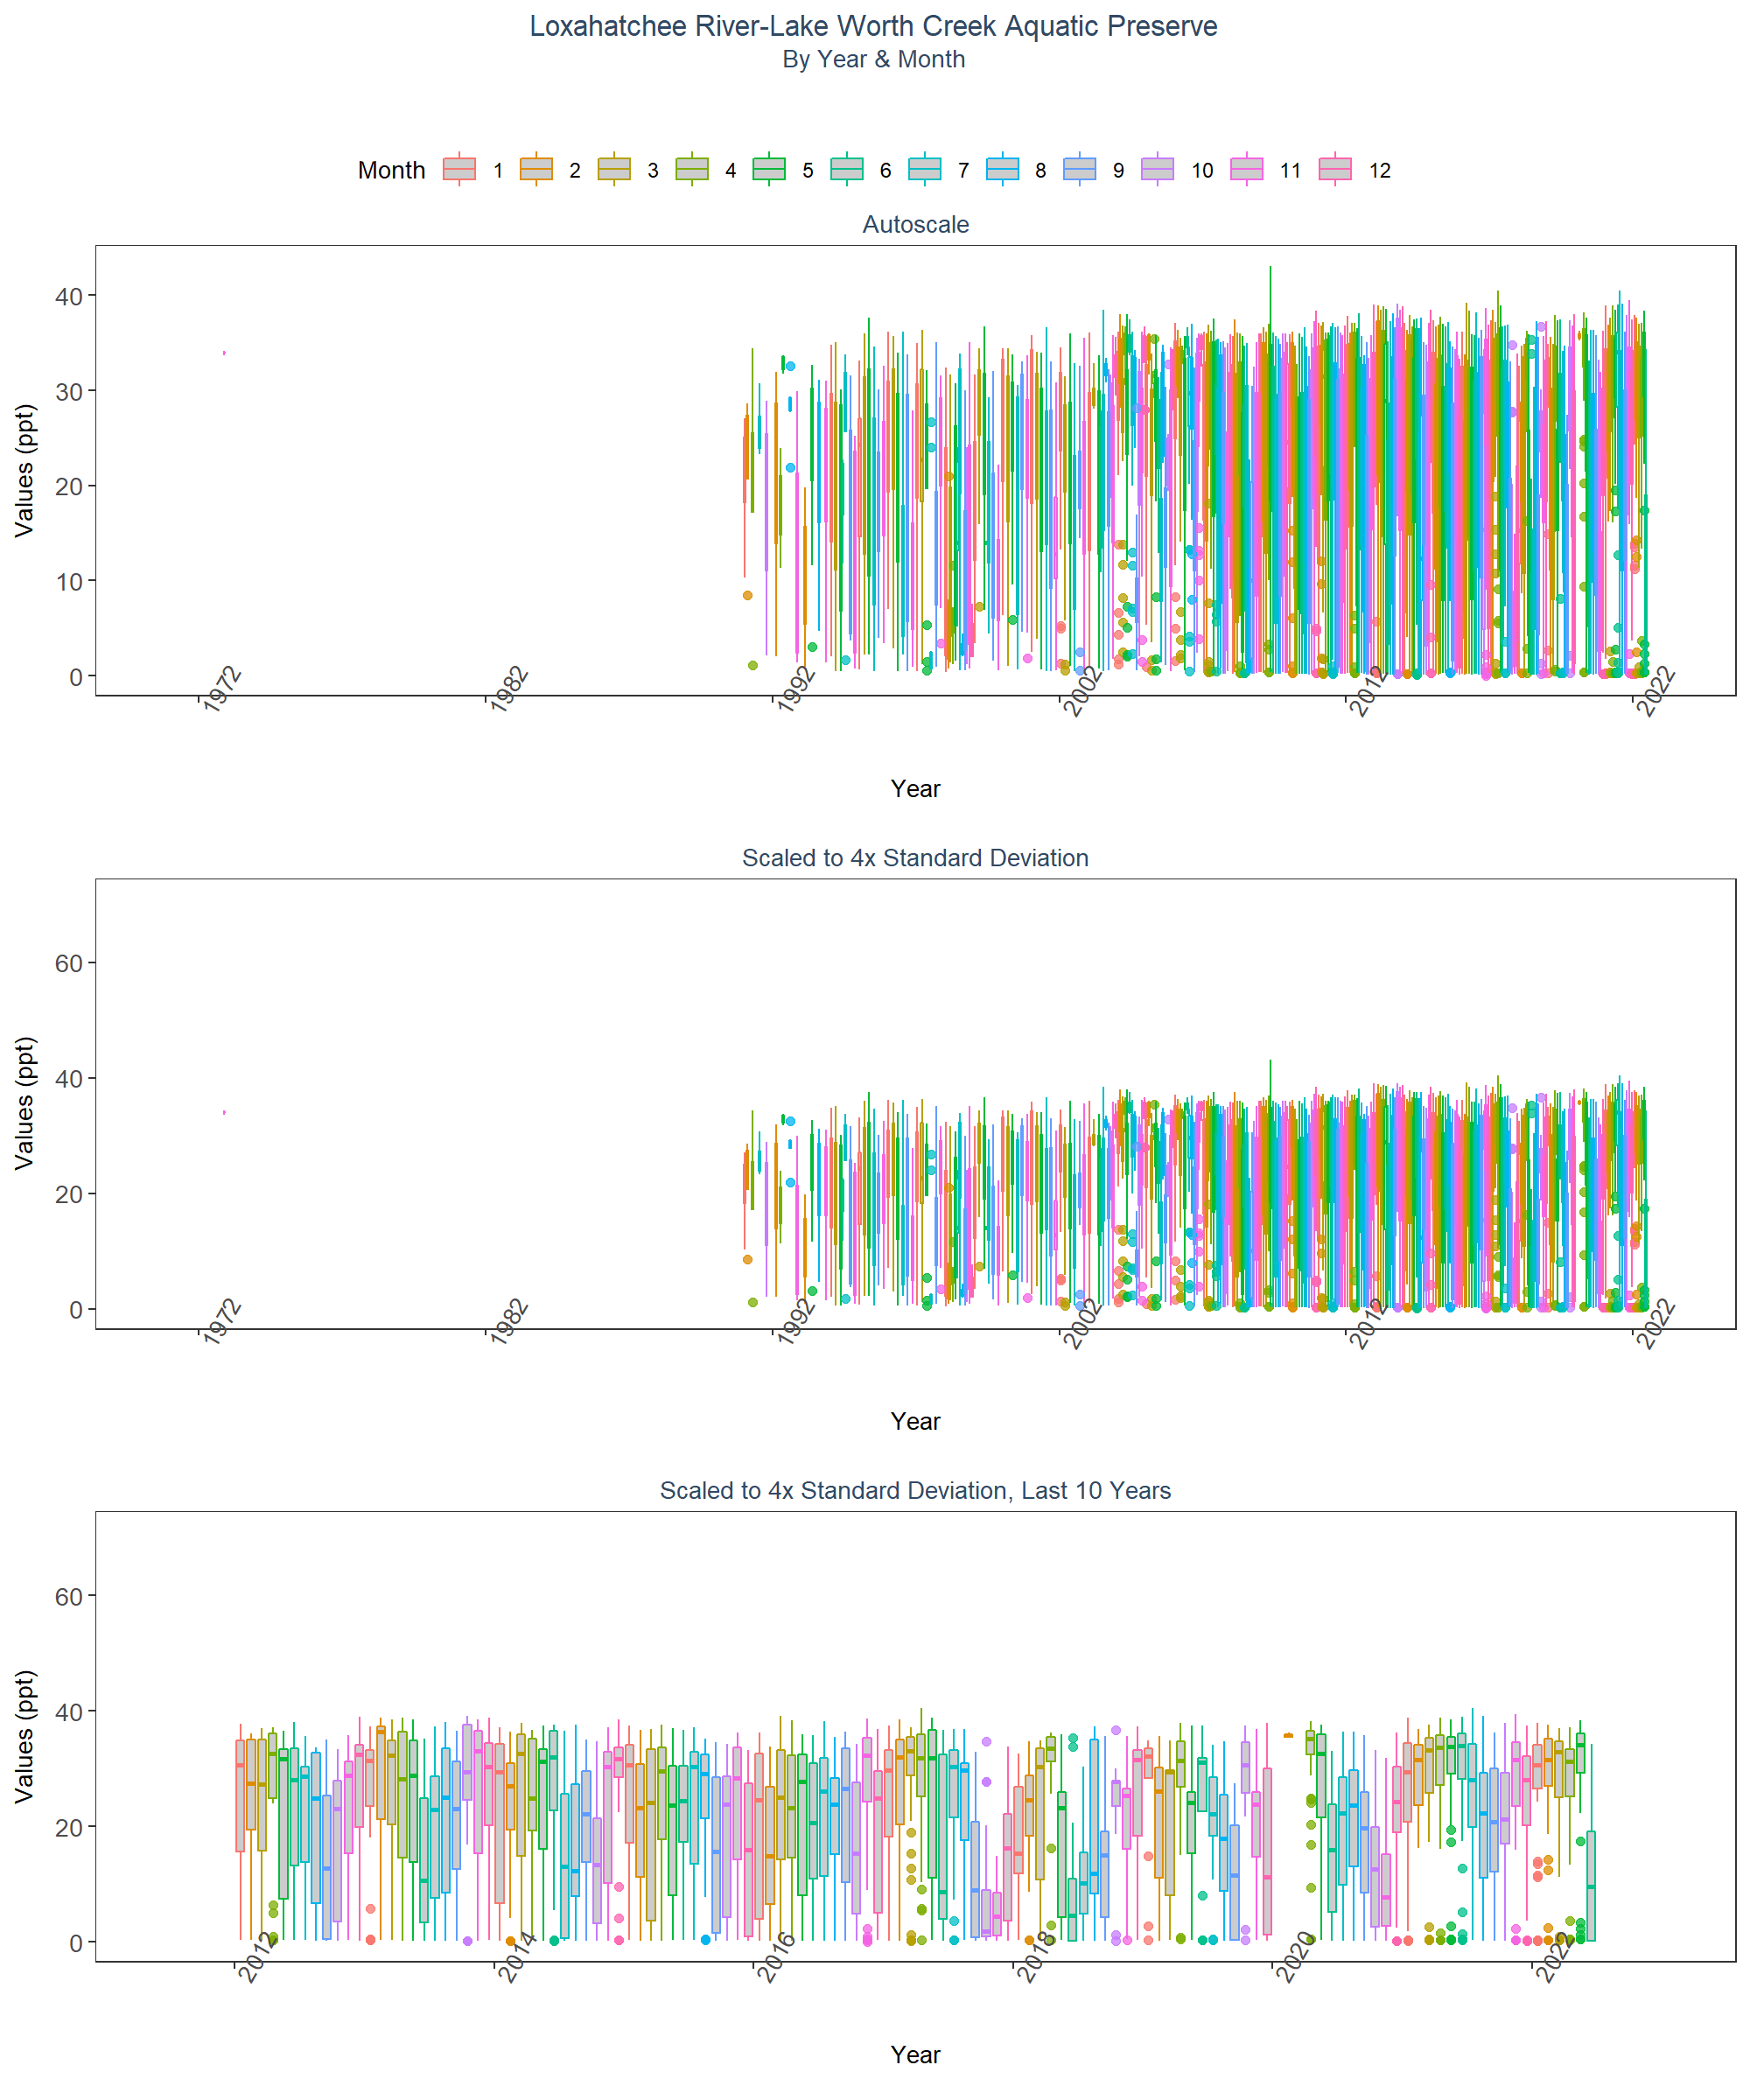 Loxahatchee River-Lake Worth Creek Aquatic Preserve
By Year & Month
Month 1 2 3 4 5 6 7 8 9 10 11 12
Autoscale
Values (ppt)
40
30
20
10
0
1972 1982 1992 2002 2012 2022
Year
Scaled to 4x Standard Deviation
Values (ppt)
60
40
20
0
1972 1982 1992 2002 2012 2022
Year
Scaled to 4x Standard Deviation, Last 10 Years
Values (ppt)
60
40
20
0
2012 2014 2016 2018 2020 2022
Year